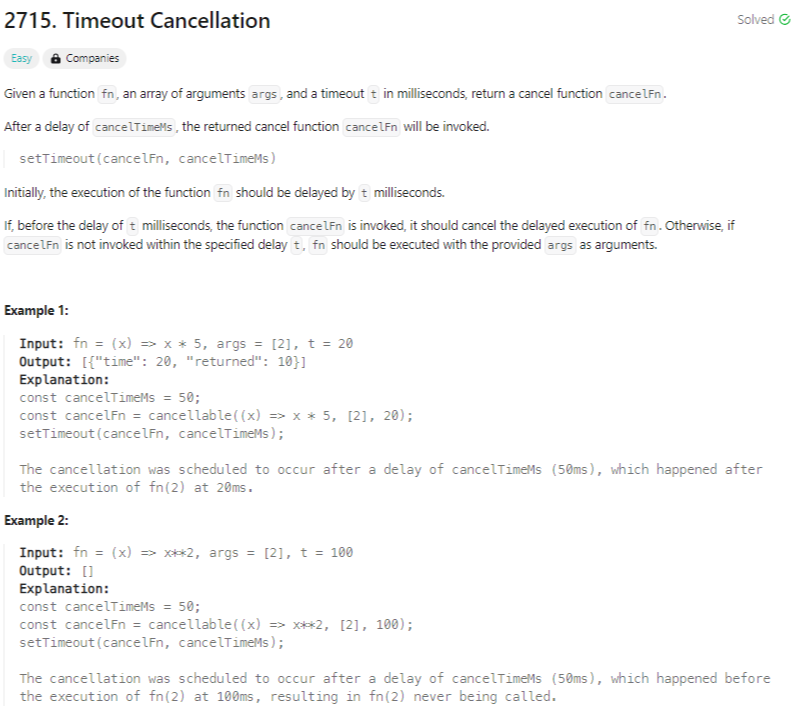 2715. Timeout Cancellation
Solved
Easy
Companies
Given a function fn, an array of arguments args, and a timeout t in milliseconds, return a cancel function cancelFn.
After a delay of cancelTimeMs, the returned cancel function cancelFn will be invoked.
setTimeout(cancelFn, cancelTimeMs)
Initially, the execution of the function fn should be delayed by t milliseconds.
If, before the delay of t milliseconds, the function cancelFn is invoked, it should cancel the delayed execution of fn. Otherwise, if
cancelFn is not invoked within the specified delay t, fn should be executed with the provided args as arguments.
Example 1:
Input: fn = (x) => x * 5, args = [2], t = 20
Output: [{"time": 20, "returned": 10}]
Explanation:
const cancelTimeMs = 50;
const cancelFn = cancellable((x) => x * 5, [2], 20);
setTimeout(cancelFn, cancelTimeMs);
The cancellation was scheduled to occur after a delay of cancelTimeMs (50ms), which happened after
the execution of fn(2) at 20ms.
Example 2:
Input: fn = (x) => x**2, args = [2], t = 100
Output: []
Explanation:
const cancelTimeMs = 50;
const cancelFn = cancellable((x) => x**2, [2], 100);
setTimeout(cancelFn, cancelTimeMs);
The cancellation was scheduled to occur after a delay of cancelTimeMs (50ms), which happened before
the execution of fn(2) at 100ms, resulting in fn(2) never being called.